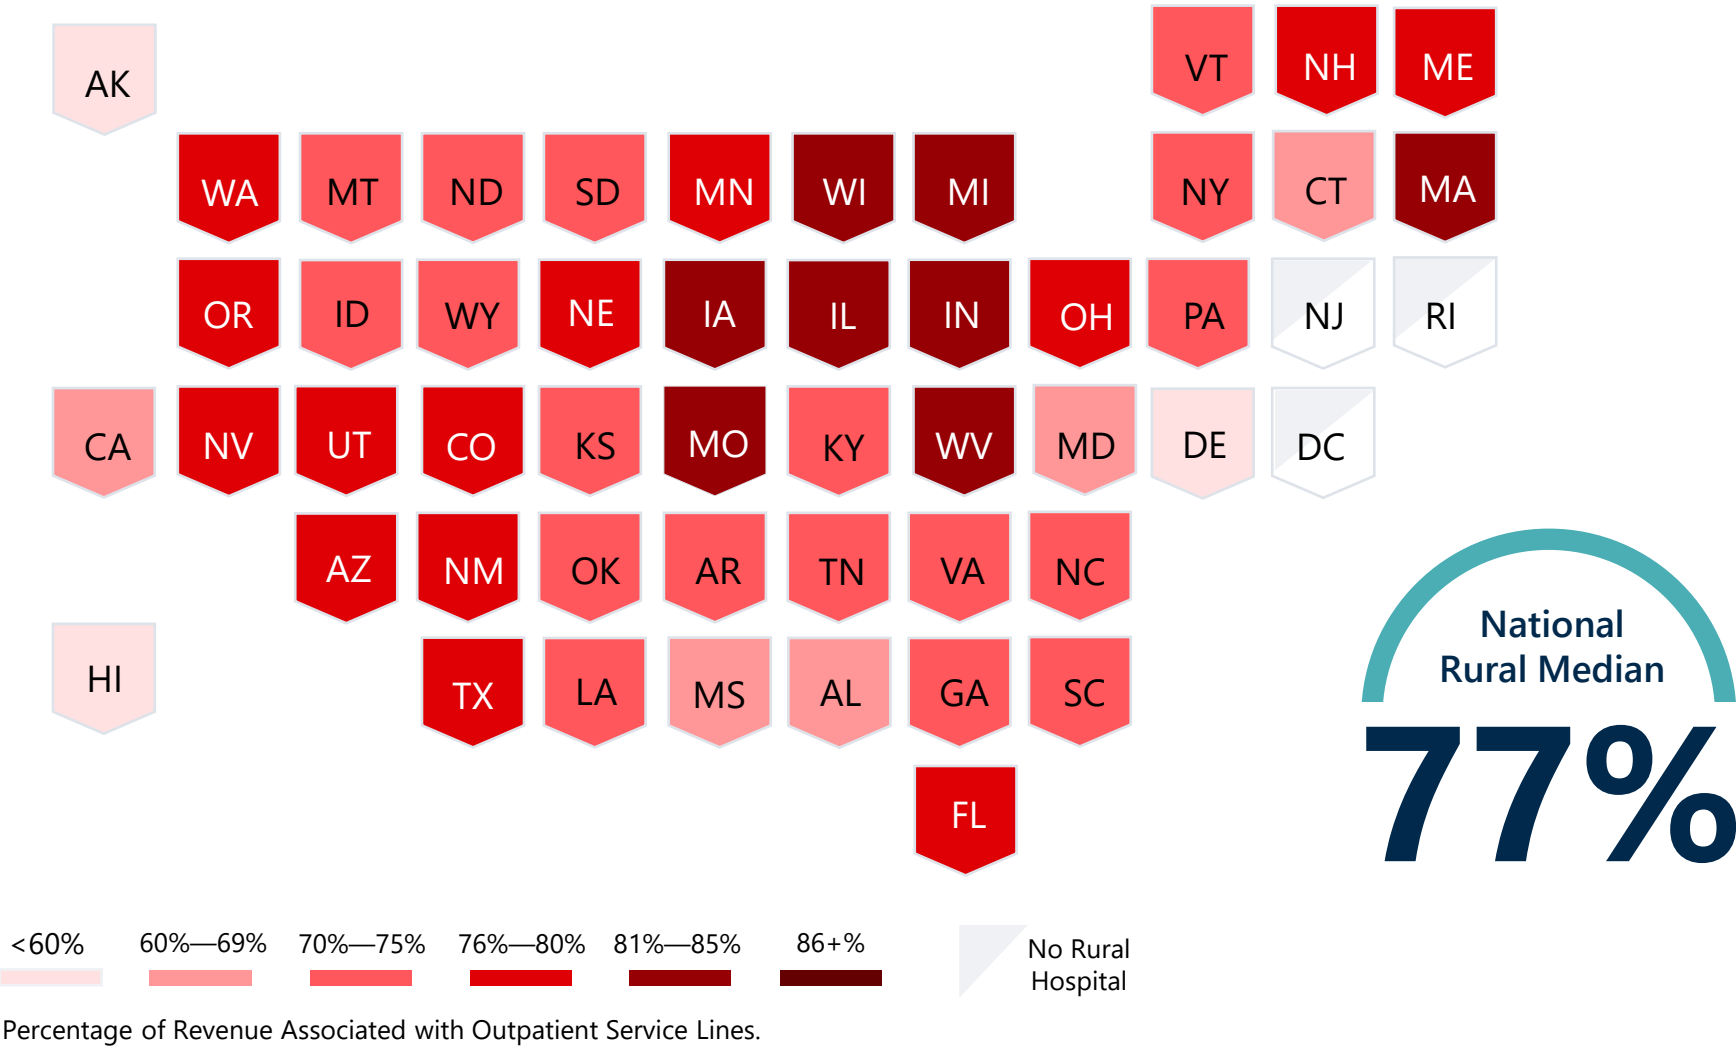 AK
VT
NH
ME
WA
MT
ND
SD
MN
WI
MI
NY
CT
MA
OR
ID
WY
NE
IA
IL
IN
OH
PA
NJ
RI
CA
NV
UT
CO
KS
MO
KY
WV
MD
DE
DC
AZ
NM
OK
AR
TN
VA
NC
HI
TX
LA
MS
AL
GA
SC
FL
National
Rural Median
77%
<60%
60%—69%
70%—75%
76%—80%
81%—85%
86+%
No Rural
Hospital
Percentage of Revenue Associated with Outpatient Service Lines.